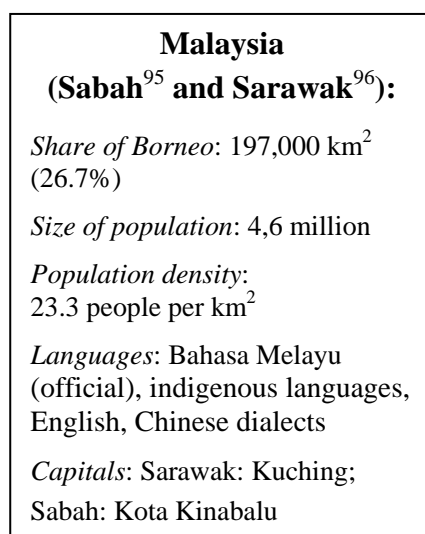 Malaysia
(Sabah95 and Sarawak96):
Share of Borneo: 197,000 km2
(26.7%)
Size of population: 4,6 million
Population density:
23.3 people per km2
Languages: Bahasa Melayu
(official), indigenous languages,
English, Chinese dialects
Capitals: Sarawak: Kuching;
Sabah: Kota Kinabalu